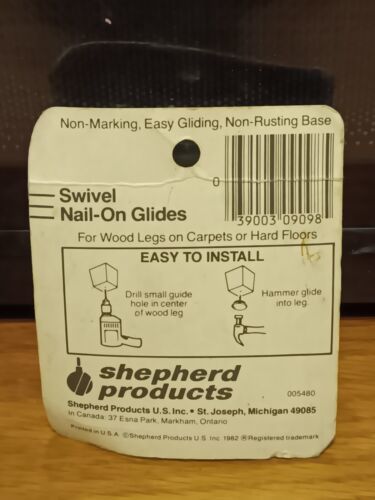 Non-Marking, Easy Gliding, Non-Rusting Base
Swivel
Nail-On Glides
0
39003 09098
For Wood Legs on Carpets or Hard Floors
EASY TO INSTALL
Drill small guide
hole in center
of wood leg.
Hammer glide
into leg.
shepherd
products
005480
Shepherd Products U.S. Inc. • St. Joseph, Michigan 49085
In Canada: 37 Esna Park, Markham, Ontario
Printed in U.S.A ©Shepherd Products U.S. Inc 1982 ®Registered trademark